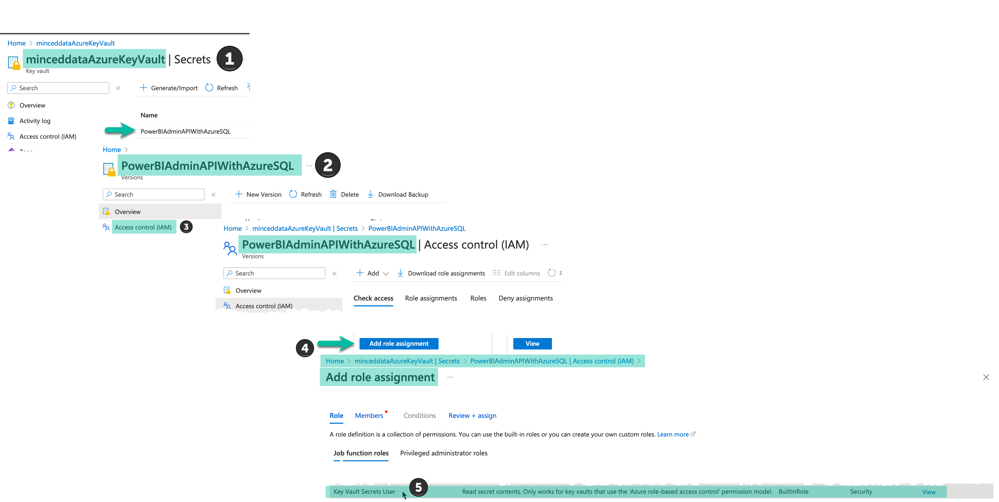 Home > minceddataAzureKeyVault
minceddataAzureKeyVault | Secrets 1
Key vault
Search «
+ Generate/Import Refresh
Overview
Activity log
Access control (IAM)
Name
PowerBIAdminAPIWithAzureSQL
Home >
PowerBIAdminAPIWithAzureSQL ... 2
Versions
Search «
+ New Version Refresh Delete Download Backup
Overview
Access control (IAM) 3
Home > minceddataAzureKeyVault | Secrets > PowerBIAdminAPIWithAzureSQL
PowerBIAdminAPIWithAzureSQL | Access control (IAM) ...
Versions
Search «
+ Add Download role assignments Edit columns
Overview
Access control (IAM)
Check access Role assignments Roles Deny assignments
4 Add role assignment View
Home > minceddataAzureKeyVault | Secrets > PowerBIAdminAPIWithAzureSQL | Access control (IAM) >
Add role assignment ...
Role Members Conditions Review + assign
A role definition is a collection of permissions. You can use the built-in roles or you can create your own custom roles. Learn more
Job function roles Privileged administrator roles
Key Vault Secrets User 5 Read secret contents. Only works for key vaults that use the 'Azure role-based access control' permission model. BuiltInRole Security View